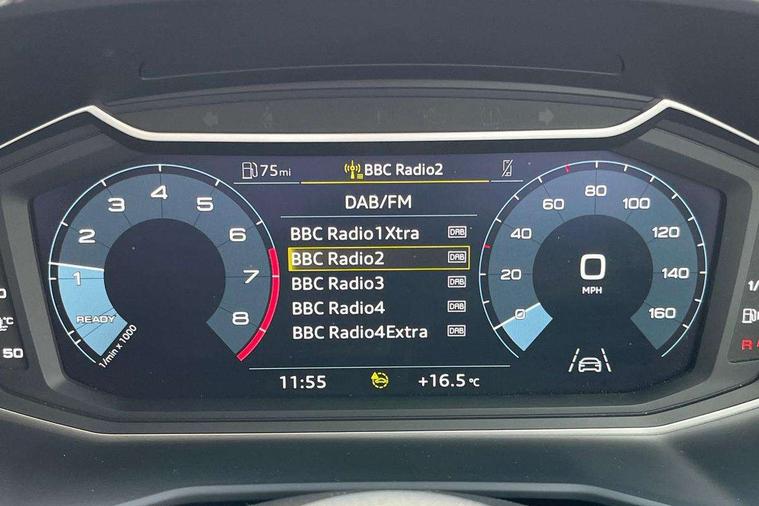 75mi
BBC Radio2
DAB/FM
BBC Radio1Xtra DAB
BBC Radio2 DAB
BBC Radio3 DAB
BBC Radio4 DAB
BBC Radio4Extra DAB
11:55
+16.5°C
1
2
3
4
5
6
7
8
READY
1/min x 1000
0
20
40
60
80
100
120
140
160
0
MPH
°C
50
1/
R